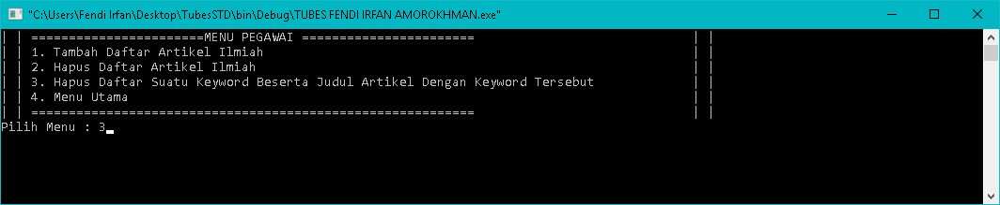 "C:\Users\Fendi Irfan\Desktop\TubesSTD\bin\Debug\TUBES FENDI IRFAN AMOROKHMAN.exe"
| | =======================MENU PEGAWAI ======================= | |
| | 1. Tambah Daftar Artikel Ilmiah | |
| | 2. Hapus Daftar Artikel Ilmiah | |
| | 3. Hapus Daftar Suatu Keyword Beserta Judul Artikel Dengan Keyword Tersebut | |
| | 4. Menu Utama | |
| | =========================================================== | |
Pilih Menu : 3